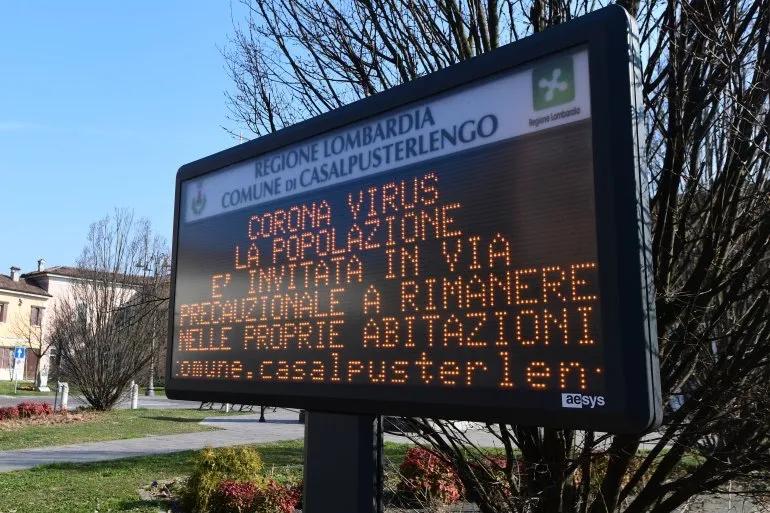 REGIONE LOMBARDIA
COMUNE DI CASALPUSTERLENGO
Regione Lombardia
CORONA VIRUS
LA POPOLAZIONE
E' INVITATA IN VIA
PRECAUZIONALE A RIMANERE
NELLE PROPRIE ABITAZIONI
omune.casalpusterlen
aesys